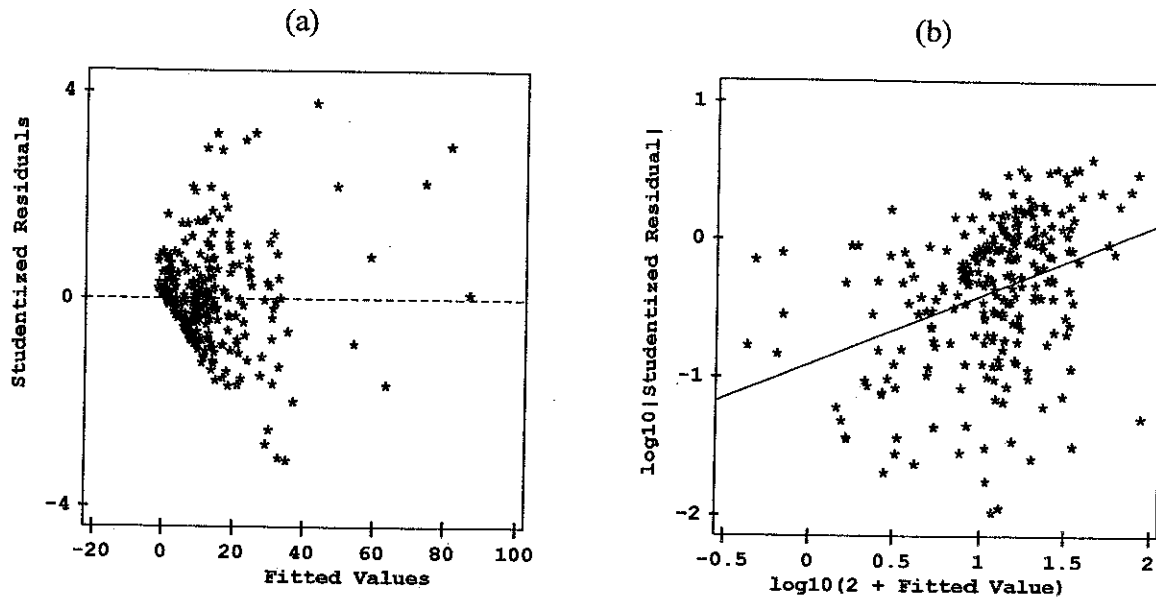 (a)
4
0
-4
Studentized Residuals
-20 0 20 40 60 80 100
Fitted Values
(b)
1
0
-1
-2
log10|Studentized Residual|
-0.5 0 0.5 1 1.5 2
log10(2 + Fitted Value)